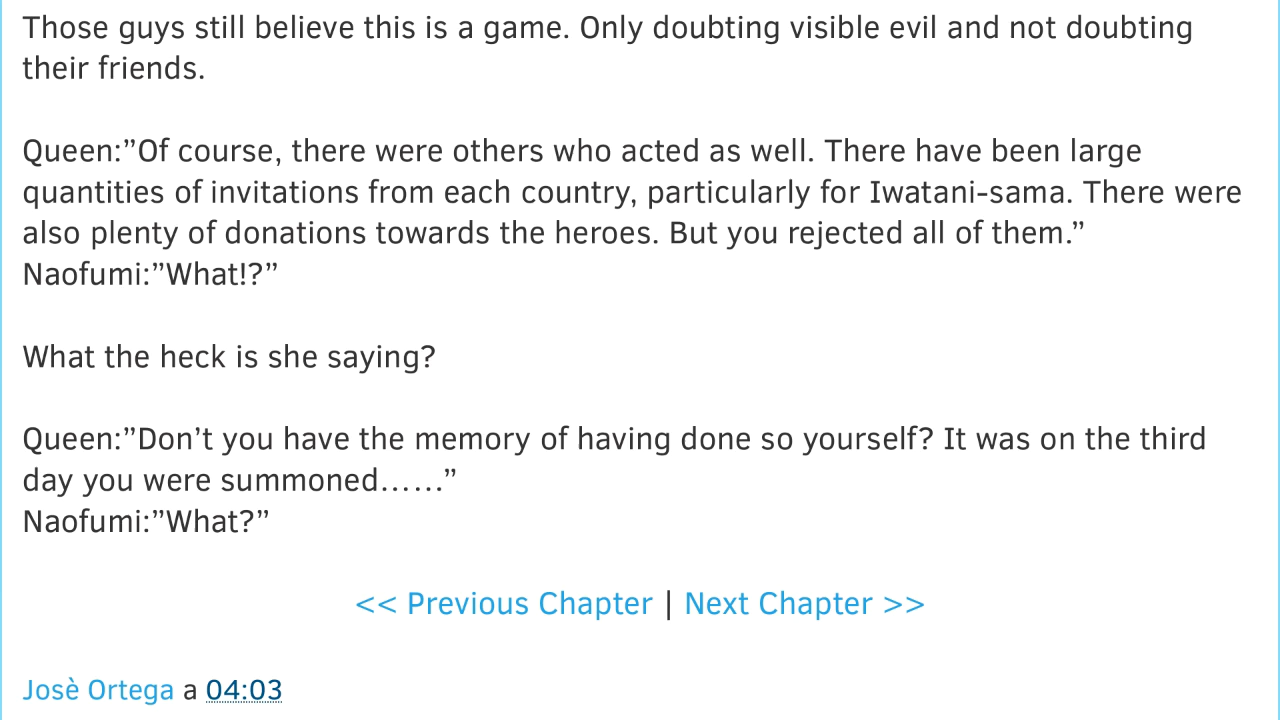 Those guys still believe this is a game. Only doubting visible evil and not doubting
their friends.
Queen:”Of course, there were others who acted as well. There have been large
quantities of invitations from each country, particularly for Iwatani-sama. There were
also plenty of donations towards the heroes. But you rejected all of them.”
Naofumi:”What!?”
What the heck is she saying?
Queen:”Don’t you have the memory of having done so yourself? It was on the third
day you were summoned……”
Naofumi:”What?”
<< Previous Chapter | Next Chapter >>
Josè Ortega a 04:03